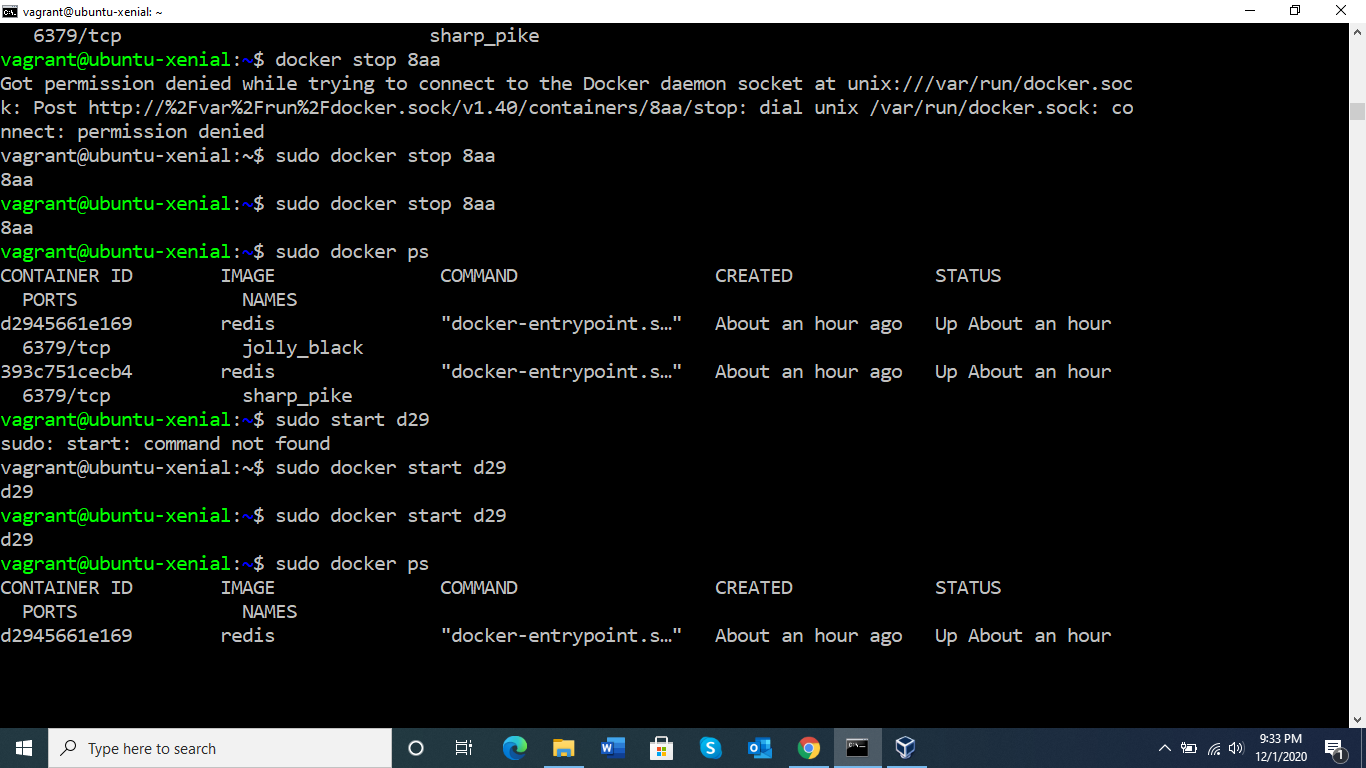 vagrant@ubuntu-xenial: ~
6379/tcp sharp_pike
vagrant@ubuntu-xenial:~$ docker stop 8aa
Got permission denied while trying to connect to the Docker daemon socket at unix:///var/run/docker.soc
k: Post http://%2Fvar%2Frun%2Fdocker.sock/v1.40/containers/8aa/stop: dial unix /var/run/docker.sock: co
nnect: permission denied
vagrant@ubuntu-xenial:~$ sudo docker stop 8aa
8aa
vagrant@ubuntu-xenial:~$ sudo docker stop 8aa
8aa
vagrant@ubuntu-xenial:~$ sudo docker ps
CONTAINER ID IMAGE COMMAND CREATED STATUS
PORTS NAMES
d2945661e169 redis "docker-entrypoint.s…" About an hour ago Up About an hour
6379/tcp jolly_black
393c751cecb4 redis "docker-entrypoint.s…" About an hour ago Up About an hour
6379/tcp sharp_pike
vagrant@ubuntu-xenial:~$ sudo start d29
sudo: start: command not found
vagrant@ubuntu-xenial:~$ sudo docker start d29
d29
vagrant@ubuntu-xenial:~$ sudo docker start d29
d29
vagrant@ubuntu-xenial:~$ sudo docker ps
CONTAINER ID IMAGE COMMAND CREATED STATUS
PORTS NAMES
d2945661e169 redis "docker-entrypoint.s…" About an hour ago Up About an hour
Type here to search
9:33 PM
12/1/2020
1